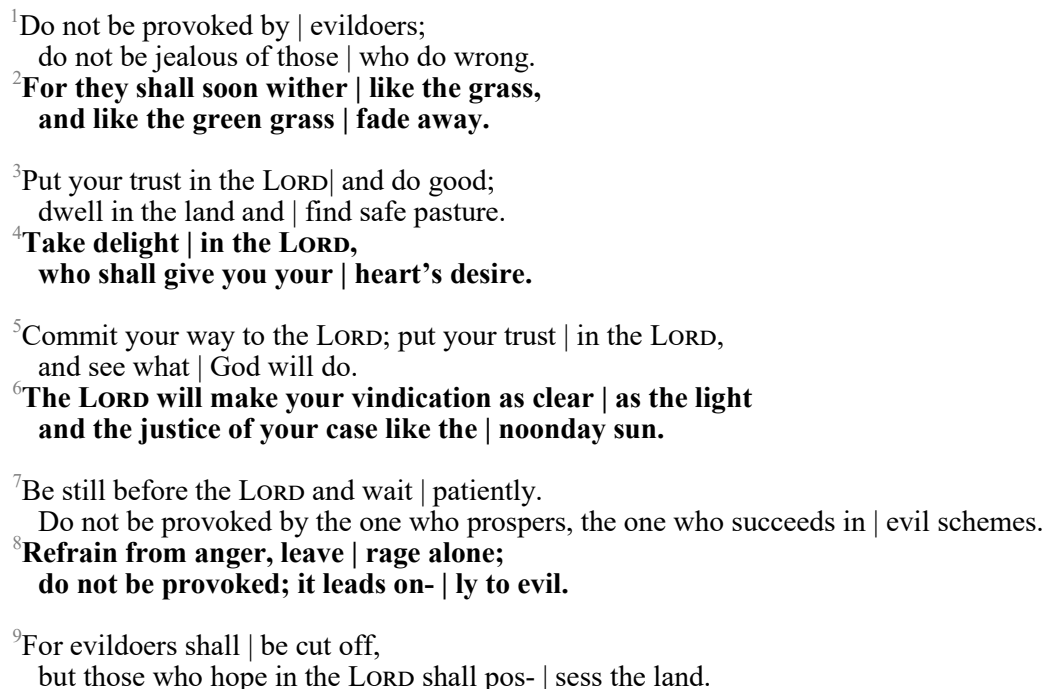 1Do not be provoked by | evildoers;
do not be jealous of those | who do wrong.
2For they shall soon wither | like the grass,
and like the green grass | fade away.
3Put your trust in the LORD| and do good;
dwell in the land and | find safe pasture.
4Take delight | in the LORD,
who shall give you your | heart’s desire.
5Commit your way to the LORD; put your trust | in the LORD,
and see what | God will do.
6The LORD will make your vindication as clear | as the light
and the justice of your case like the | noonday sun.
7Be still before the LORD and wait | patiently.
Do not be provoked by the one who prospers, the one who succeeds in | evil schemes.
8Refrain from anger, leave | rage alone;
do not be provoked; it leads on- | ly to evil.
9For evildoers shall | be cut off,
but those who hope in the LORD shall pos- | sess the land.